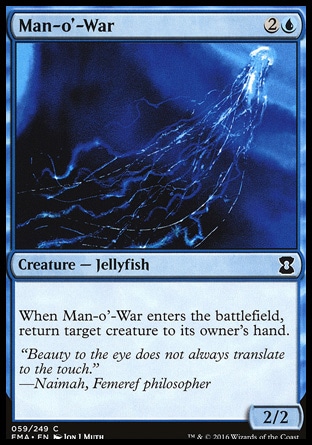 Man-o'-War 2
Creature — Jellyfish
When Man-o'-War enters the battlefield,
return target creature to its owner's hand.
"Beauty to the eye does not always translate
to the touch."
—Naimah, Femeref philosopher
2/2
059/249 C
EMA • EN Jon J Muth
™ & © 2016 Wizards of the Coast